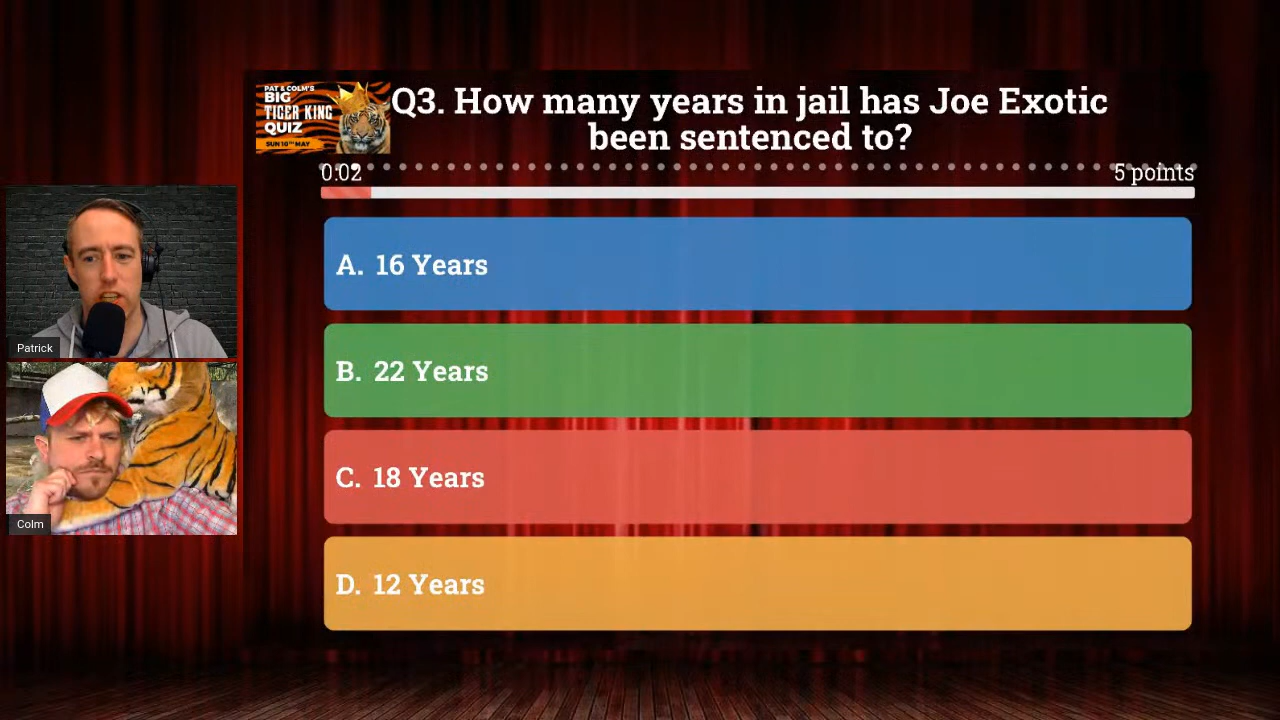 PAT & COLM'S
BIG
TIGER KING
QUIZ
SUN 10TH MAY
Q3. How many years in jail has Joe Exotic
been sentenced to?
0:02
5 points
A. 16 Years
B. 22 Years
C. 18 Years
D. 12 Years
Patrick
Colm